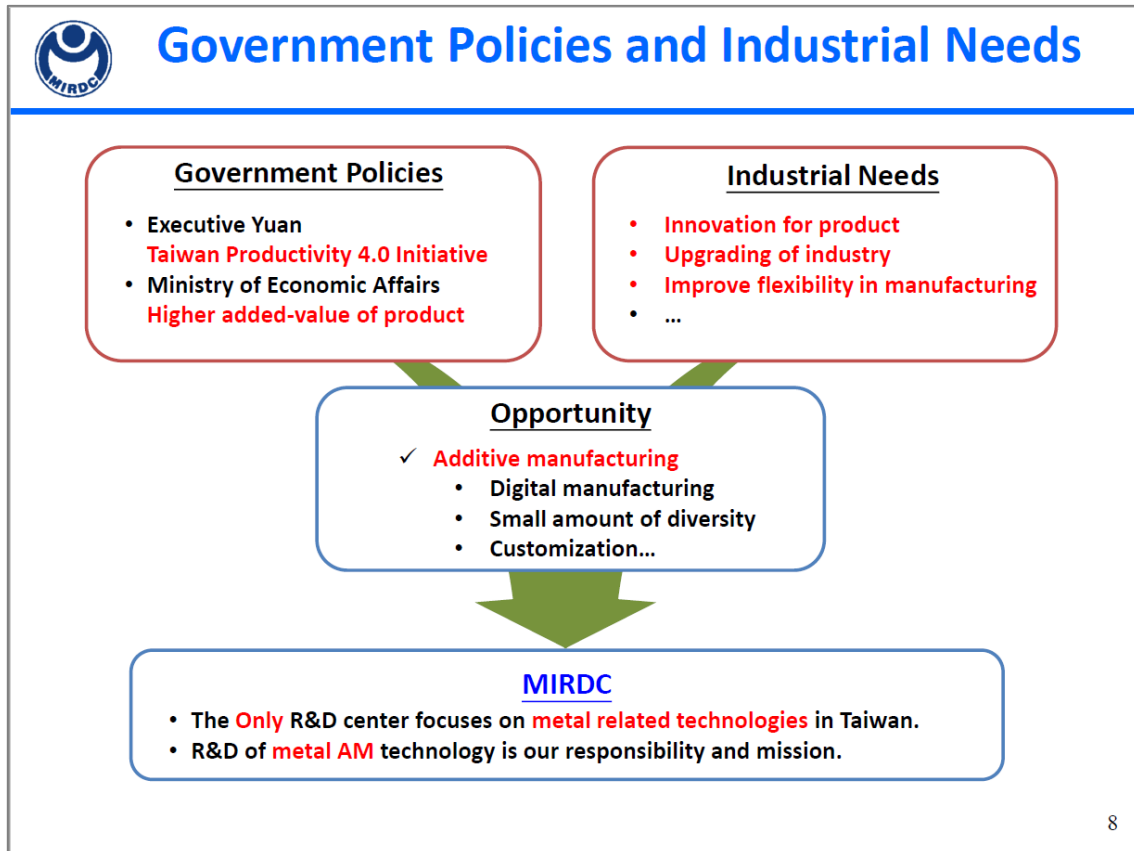 MIRDC
Government Policies and Industrial Needs
Government Policies
• Executive Yuan
Taiwan Productivity 4.0 Initiative
• Ministry of Economic Affairs
Higher added-value of product
Industrial Needs
• Innovation for product
• Upgrading of industry
• Improve flexibility in manufacturing
• ...
Opportunity
✓ Additive manufacturing
• Digital manufacturing
• Small amount of diversity
• Customization...
MIRDC
• The Only R&D center focuses on metal related technologies in Taiwan.
• R&D of metal AM technology is our responsibility and mission.
8